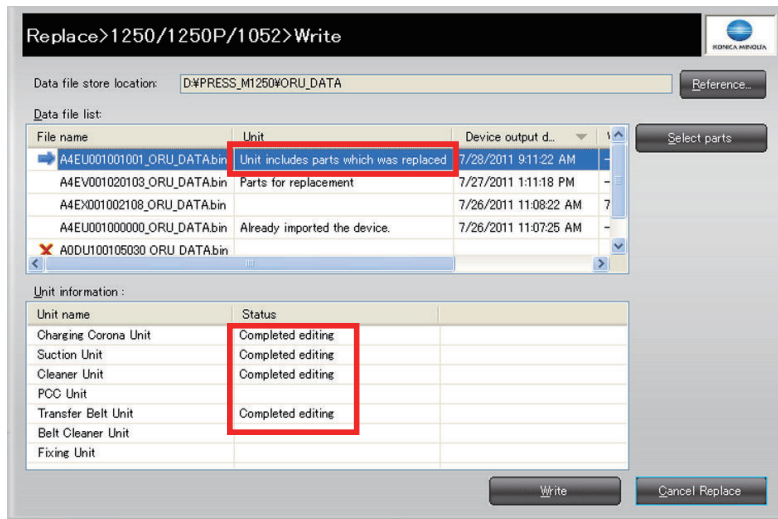 Replace>1250/1250P/1052>Write
KONICA MINOLTA
Data file store location: D:¥PRESS_M1250¥ORU_DATA Reference...
Data file list:
File name Unit Device output d...
Select parts
A4EU001001001_ORU_DATA.bin Unit includes parts which was replaced 7/28/2011 9:11:22 AM -
A4EV001020103_ORU_DATA.bin Parts for replacement 7/27/2011 1:11:18 PM -
A4EX001002108_ORU_DATA.bin 7/26/2011 11:08:22 AM 7
A4EU001000000_ORU_DATA.bin Already imported the device. 7/26/2011 11:07:25 AM -
A0DU100105030 ORU DATA.bin
Unit information :
Unit name Status
Charging Corona Unit Completed editing
Suction Unit Completed editing
Cleaner Unit Completed editing
PCC Unit
Transfer Belt Unit Completed editing
Belt Cleaner Unit
Fixing Unit
Write Cancel Replace